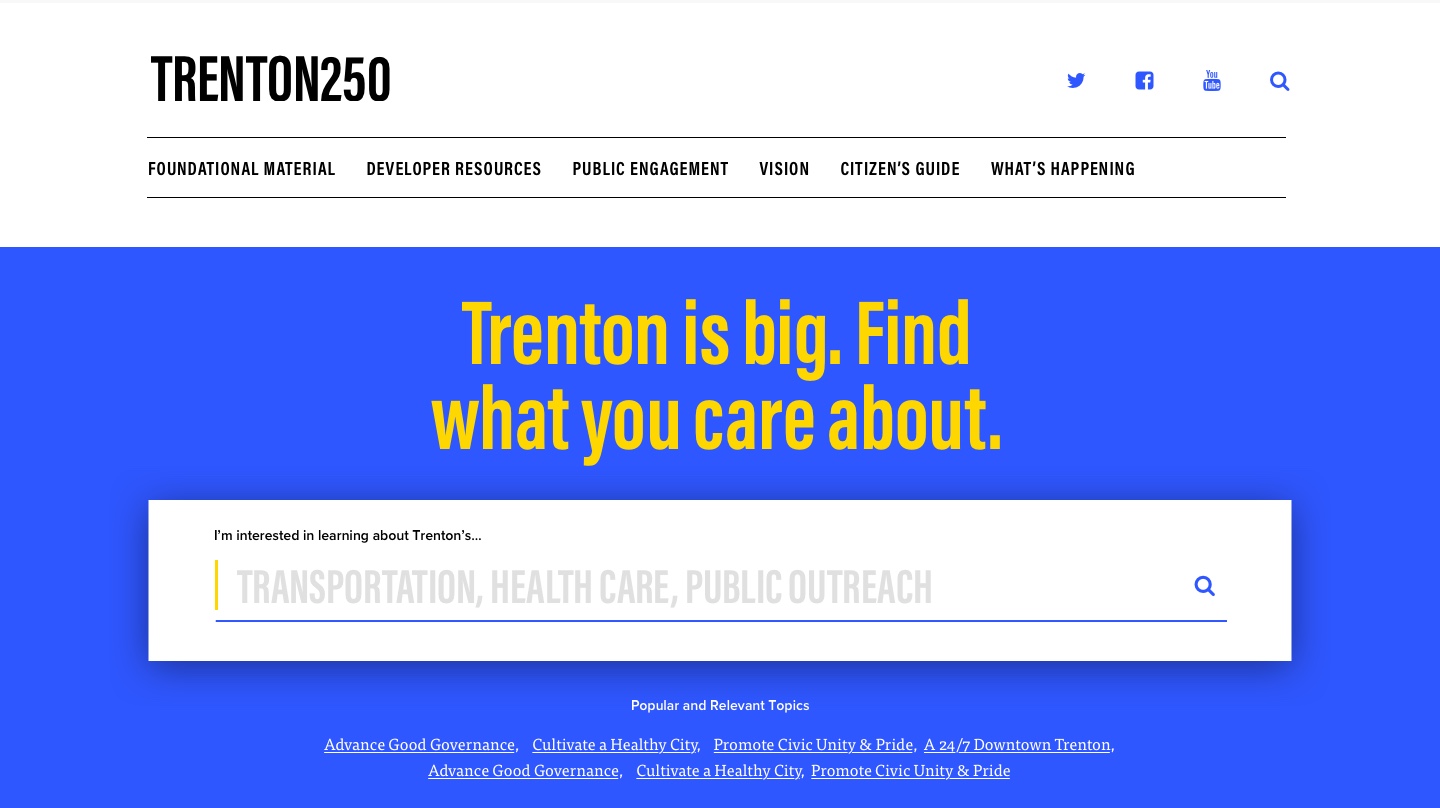 TRENTON250
You
Tube
FOUNDATIONAL MATERIAL DEVELOPER RESOURCES PUBLIC ENGAGEMENT VISION CITIZEN’S GUIDE WHAT’S HAPPENING
Trenton is big. Find
what you care about.
I’m interested in learning about Trenton’s...
TRANSPORTATION, HEALTH CARE, PUBLIC OUTREACH
Popular and Relevant Topics
Advance Good Governance, Cultivate a Healthy City, Promote Civic Unity & Pride, A 24/7 Downtown Trenton,
Advance Good Governance, Cultivate a Healthy City, Promote Civic Unity & Pride